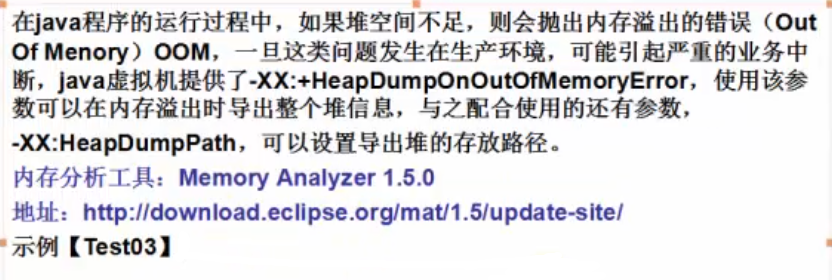 在java程序的运行过程中，如果堆空间不足，则会抛出内存溢出的错误（Out
Of Menory）OOM，一旦这类问题发生在生产环境，可能引起严重的业务中
断，java虚拟机提供了-XX:+HeapDumpOnOutOfMemoryError，使用该参
数可以在内存溢出时导出整个堆信息，与之配合使用的还有参数，
-XX:HeapDumpPath，可以设置导出堆的存放路径。
内存分析工具：Memory Analyzer 1.5.0
地址：http://download.eclipse.org/mat/1.5/update-site/
示例【Test03】